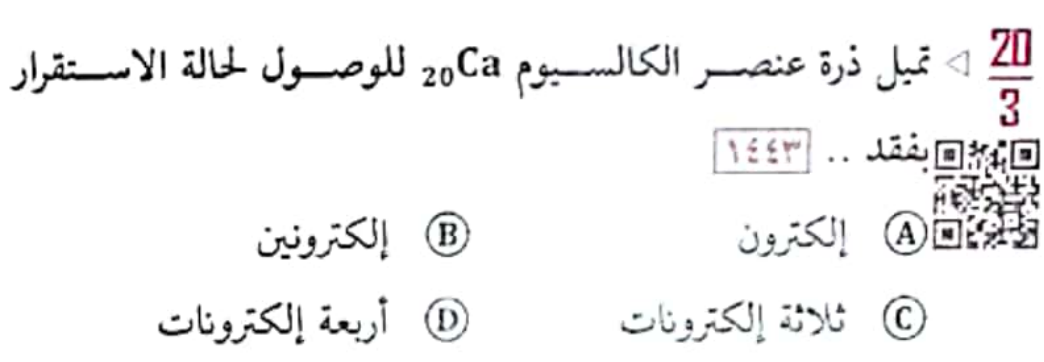 20/3 ◁ تميل ذرة عنصر الكالسيوم ₂₀Ca للوصول لحالة الاستقرار
بفقد .. ١٤٤٣
Ⓐ إلكترون Ⓑ إلكترونين
Ⓒ ثلاثة إلكترونات Ⓓ أربعة إلكترونات